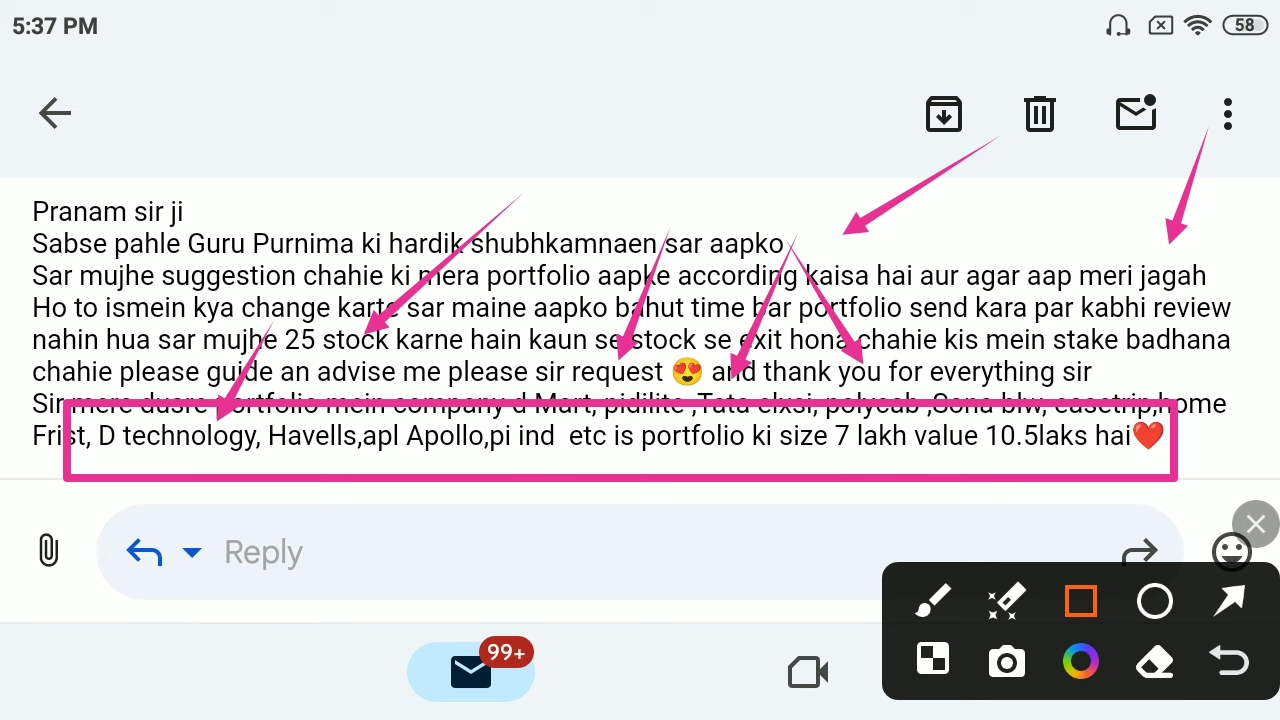 5:37 PM
58
Pranam sir ji
Sabse pahle Guru Purnima ki hardik shubhkamnaen sar aapko
Sar mujhe suggestion chahie ki mera portfolio aapke according kaisa hai aur agar aap meri jagah
Ho to ismein kya change karte sar maine aapko bahut time bar portfolio send kara par kabhi review
nahin hua sar mujhe 25 stock karne hain kaun se stock se exit hona chahie kis mein stake badhana
chahie please guide an advise me please sir request 😍 and thank you for everything sir
Sir mere dusre portfolio mein company d Mart, pidilite ,Tata elxsi, polycab ,Sona blw, easetrip,home
Frist, D technology, Havells,apl Apollo,pi ind  etc is portfolio ki size 7 lakh value 10.5laks hai❤️
Reply
99+